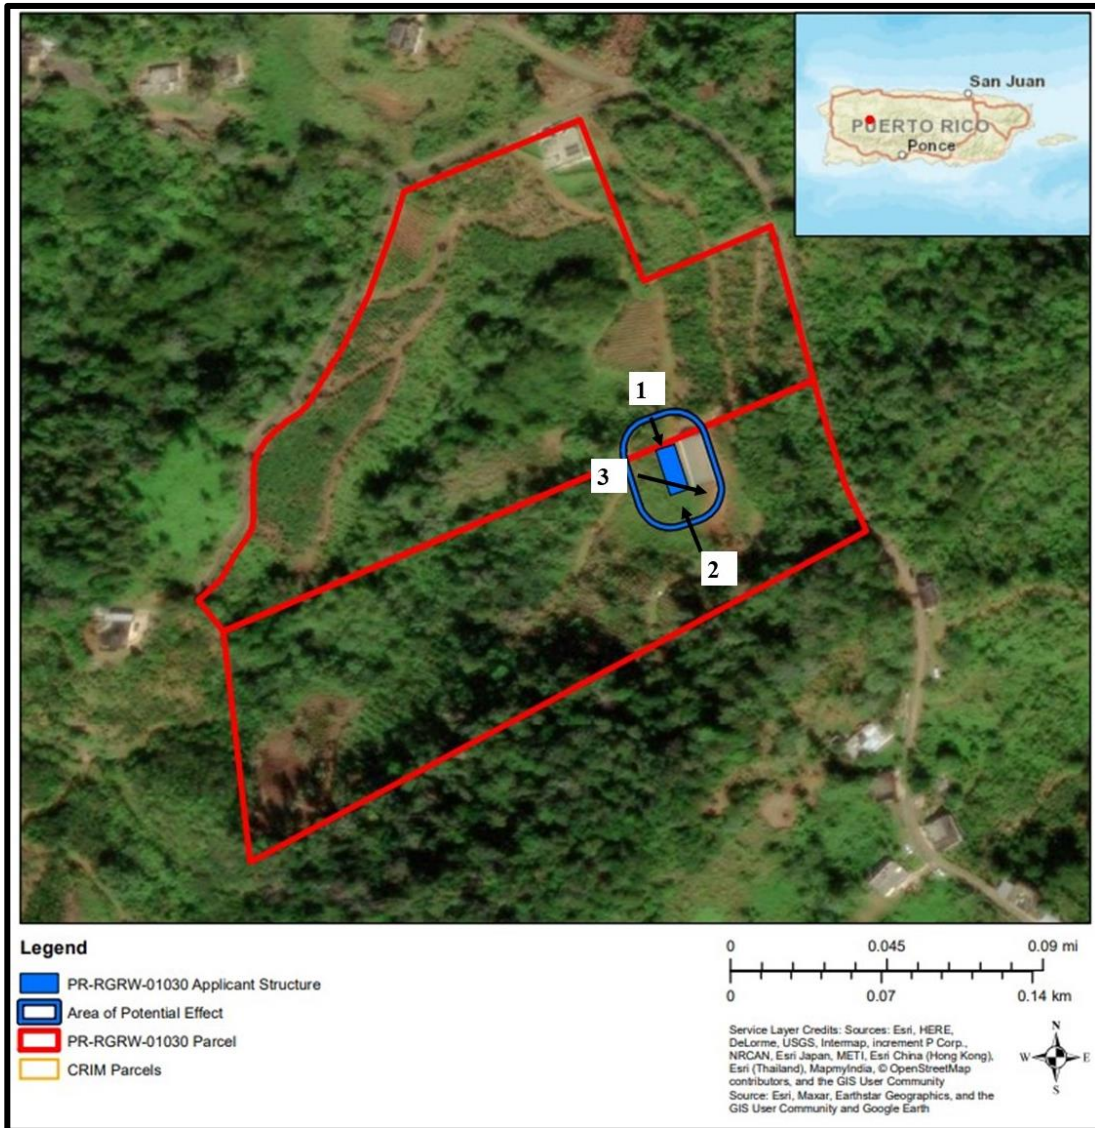 San Juan
PUERTO RICO
Ponce
1
3
2
Legend
PR-RGRW-01030 Applicant Structure
Area of Potential Effect
PR-RGRW-01030 Parcel
CRIM Parcels
0 0.045 0.09 mi
0 0.07 0.14 km
Service Layer Credits: Sources: Esri, HERE,
DeLorme, USGS, Intermap, increment P Corp.,
NRCAN, Esri Japan, METI, Esri China (Hong Kong),
Esri (Thailand), MapmyIndia, © OpenStreetMap
contributors, and the GIS User Community
Source: Esri, Maxar, Earthstar Geographics, and the
GIS User Community and Google Earth
N
W E
S